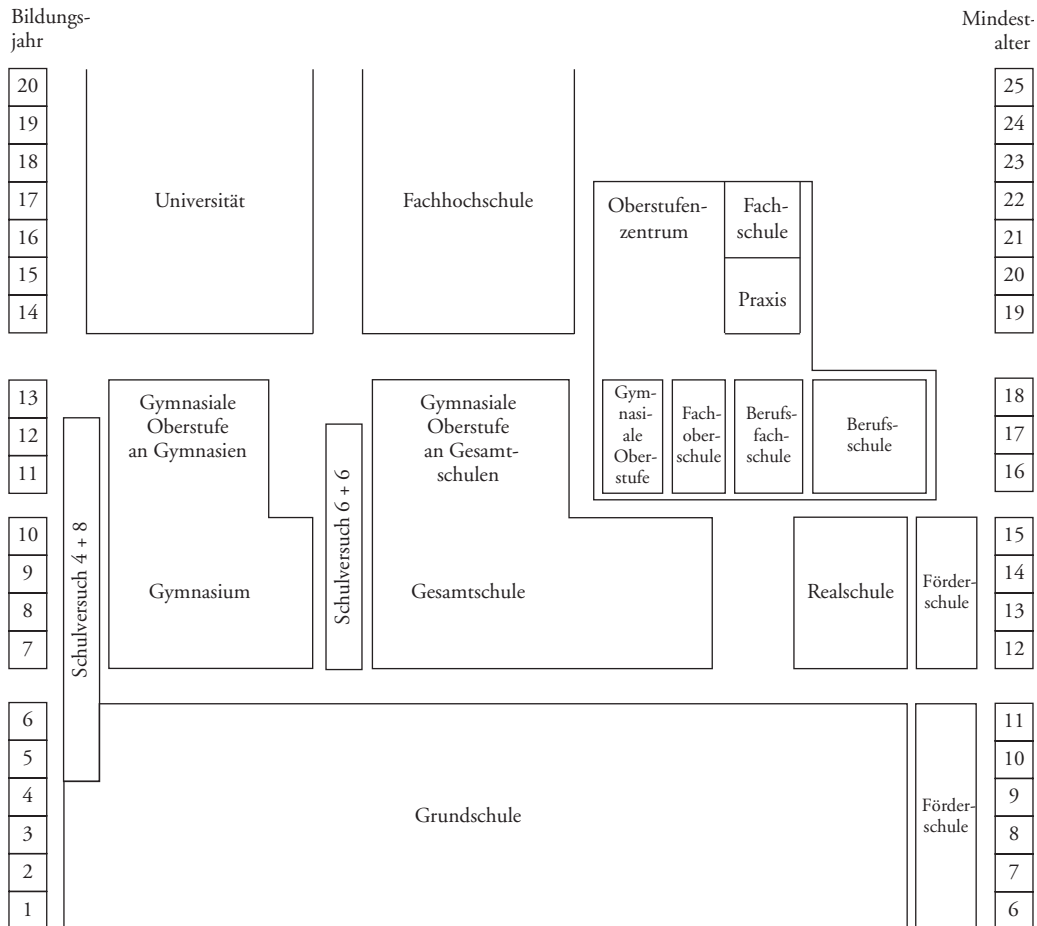 Bildungs-
jahr
Mindest-
alter
20
25
19
24
18
23
17
Universität
Fachhochschule
Oberstufen-
zentrum
Fach-
schule
22
16
21
15
20
14
Praxis
19
13
Gymnasiale
Oberstufe
an Gymnasien
Gymnasiale
Oberstufe
an Gesamt-
schulen
Gym-
nasi-
ale
Ober-
stufe
Fach-
ober-
schule
Berufs-
fach-
schule
Berufs-
schule
18
12
17
11
16
Schulversuch 4 + 8
Schulversuch 6 + 6
10
15
9
Gymnasium
Gesamtschule
Realschule
Förder-
schule
14
8
13
7
12
6
11
5
10
4
Grundschule
Förder-
schule
9
3
8
2
7
1
6